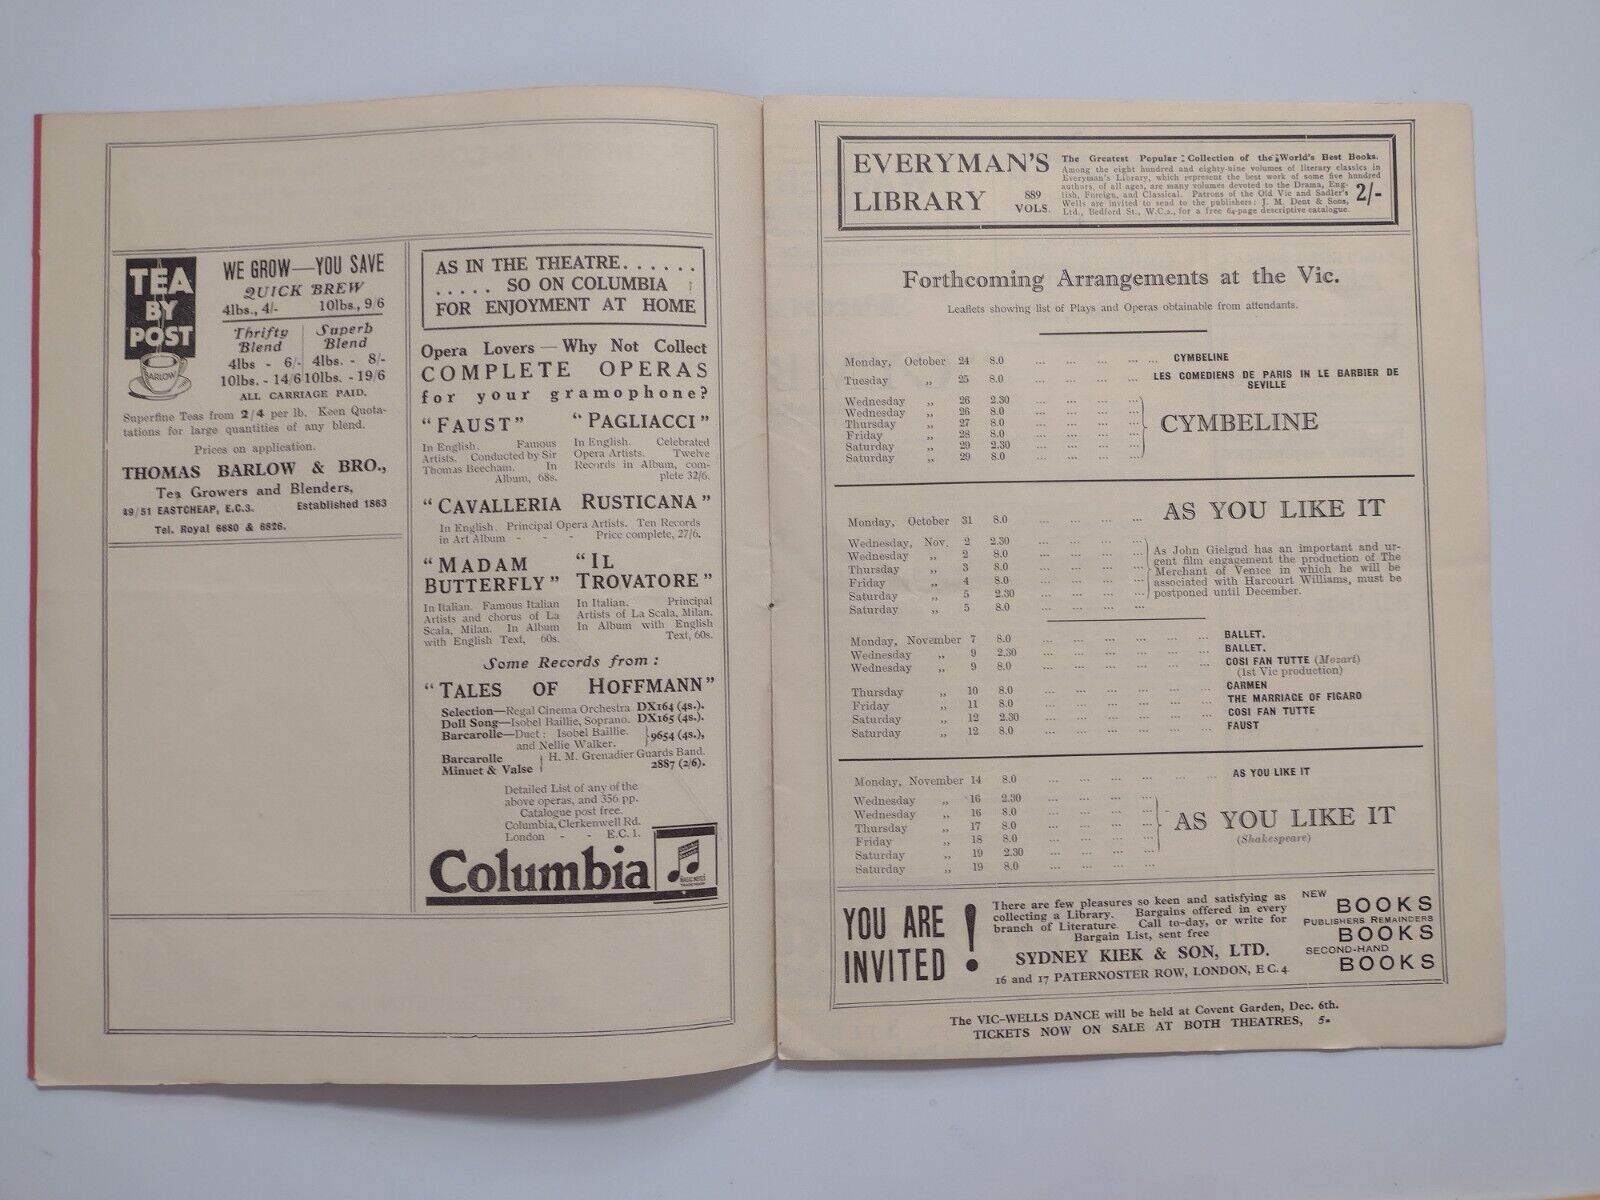 TEA
BY
POST
BARLOW
WE GROW—YOU SAVE
QUICK BREW
4lbs., 4/- 10lbs., 9/6
Thrifty Blend
4lbs - 6/-
10lbs. - 14/6
Superb Blend
4lbs. - 8/-
10lbs. - 19/6
ALL CARRIAGE PAID.
Superfine Teas from 2/4 per lb. Keen Quota-
tations for large quantities of any blend.
Prices on application.
THOMAS BARLOW & BRO.,
Tea Growers and Blenders,
49/51 EASTCHEAP, E.C.3. Established 1863
Tel. Royal 6680 & 6826.
AS IN THE THEATRE......
..... SO ON COLUMBIA
FOR ENJOYMENT AT HOME
Opera Lovers — Why Not Collect
COMPLETE OPERAS
for your gramophone?
"FAUST"
In English. Famous
Artists. Conducted by Sir
Thomas Beecham. In
Album, 68s.
"PAGLIACCI"
In English. Celebrated
Opera Artists. Twelve
Records in Album, com-
plete 32/6.
"CAVALLERIA RUSTICANA"
In English. Principal Opera Artists. Ten Records
in Art Album - - - Price complete, 27/6.
"MADAM
BUTTERFLY"
In Italian. Famous Italian
Artists and chorus of La
Scala, Milan. In Album
with English Text, 60s.
"IL
TROVATORE"
In Italian. Principal
Artists of La Scala, Milan.
In Album with English
Text, 60s.
Some Records from:
"TALES OF HOFFMANN"
Selection—Regal Cinema Orchestra DX164 (4s.).
Doll Song—Isobel Baillie, Soprano. DX165 (4s.).
Barcarolle—Duet: Isobel Baillie.
and Nellie Walker. } 9654 (4s.),
Barcarolle
Minuet & Valse
} H. M. Grenadier Guards Band.
2887 (2/6).
Detailed List of any of the
above operas, and 356 pp.
Catalogue post free.
Columbia, Clerkenwell Rd.
London - - E.C.1.
Columbia
MAGIC NOTES
TRADE MARK
EVERYMAN'S
LIBRARY
889
VOLS.
The Greatest Popular Collection of the World's Best Books.
Among the eight hundred and eighty-nine volumes of literary classics in
Everyman's Library, which represent the best work of some five hundred
authors, of all ages, are many volumes devoted to the Drama, Eng-
lish, Foreign, and Classical. Patrons of the Old Vic and Sadler's
Wells are invited to send to the publishers: J. M. Dent & Sons,
Ltd., Bedford St., W.C.2, for a free 64-page descriptive catalogue.
2/-
Forthcoming Arrangements at the Vic.
Leaflets showing list of Plays and Operas obtainable from attendants.
Monday, October 24 8.0 ... ... ... ... ... CYMBELINE
Tuesday ,, 25 8.0 ... ... ... ... LES COMEDIENS DE PARIS IN LE BARBIER DE
SEVILLE
Wednesday ,, 26 2.30 ... ... ... ...
Wednesday ,, 26 8.0 ... ... ... ...
Thursday ,, 27 8.0 ... ... ... ...
Friday ,, 28 8.0 ... ... ... ...
Saturday ,, 29 2.30 ... ... ... ...
Saturday ,, 29 8.0 ... ... ... ...
CYMBELINE
Monday, October 31 8.0 ... ... ... ... AS YOU LIKE IT
Wednesday, Nov. 2 2.30 ... ... ... ...
Wednesday ,, 2 8.0 ... ... ... ...
Thursday ,, 3 8.0 ... ... ... ...
Friday ,, 4 8.0 ... ... ... ...
Saturday ,, 5 2.30 ... ... ... ...
Saturday ,, 5 8.0 ... ... ... ...
As John Gielgud has an important and ur-
gent film engagement the production of The
Merchant of Venice in which he will be
associated with Harcourt Williams, must be
postponed until December.
Monday, November 7 8.0 ... ... ... ... ... ... BALLET.
Wednesday ,, 9 2.30 ... ... ... ... ... ... BALLET.
Wednesday ,, 9 8.0 ... ... ... ... ... ... COSI FAN TUTTE (Mozart)
(1st Vic production)
Thursday ,, 10 8.0 ... ... ... ... ... ... CARMEN
Friday ,, 11 8.0 ... ... ... ... ... ... THE MARRIAGE OF FIGARO
Saturday ,, 12 2.30 ... ... ... ... ... ... COSI FAN TUTTE
Saturday ,, 12 8.0 ... ... ... ... ... ... FAUST
Monday, November 14 8.0 ... ... ... ... ... ... AS YOU LIKE IT
Wednesday ,, 16 2.30 ... ... ... ...
Wednesday ,, 16 8.0 ... ... ... ...
Thursday ,, 17 8.0 ... ... ... ...
Friday ,, 18 8.0 ... ... ... ...
Saturday ,, 19 2.30 ... ... ... ...
Saturday ,, 19 8.0 ... ... ... ...
AS YOU LIKE IT
(Shakespeare)
YOU ARE
INVITED
!
There are few pleasures so keen and satisfying as
collecting a Library. Bargains offered in every
branch of Literature. Call to-day, or write for
Bargain List, sent free
SYDNEY KIEK & SON, LTD.
16 and 17 PATERNOSTER ROW, LONDON, E C.4
NEW
BOOKS
PUBLISHERS REMAINDERS
BOOKS
SECOND-HAND
BOOKS
The VIC-WELLS DANCE will be held at Covent Garden, Dec. 6th.
TICKETS NOW ON SALE AT BOTH THEATRES, 5-